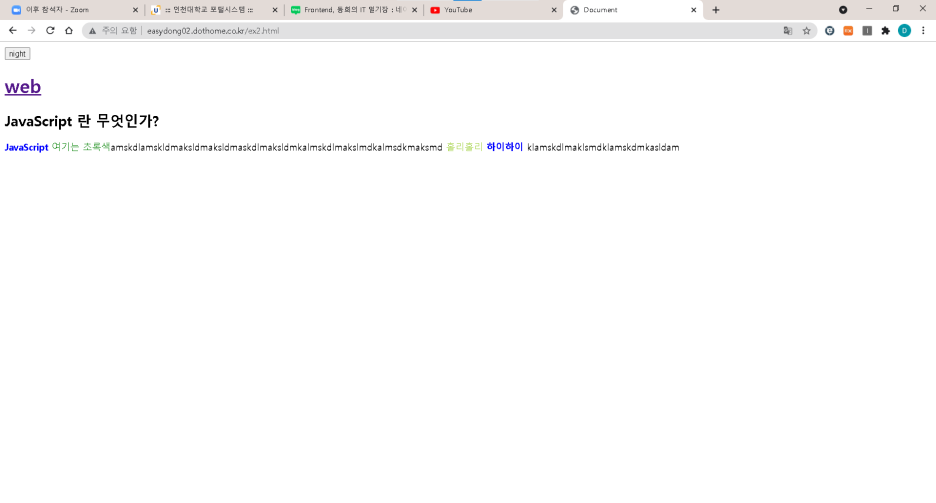 이후 참석자 - Zoom
::: 인천대학교 포털시스템 :::
Frontend, 동희의 IT 일기장 : 네이
YouTube
Document
주의 요함 | easydong02.dothome.co.kr/ex2.html
D
night
web
JavaScript 란 무엇인가?
JavaScript 여기는 초록색amskdlamskldmaksldmaksldmaskdlmaksldmkalmskdlmakslmdkalmsdkmaksmd 훌리훌리 하이하이 klamskdlmaklsmdklamskdmkasldam